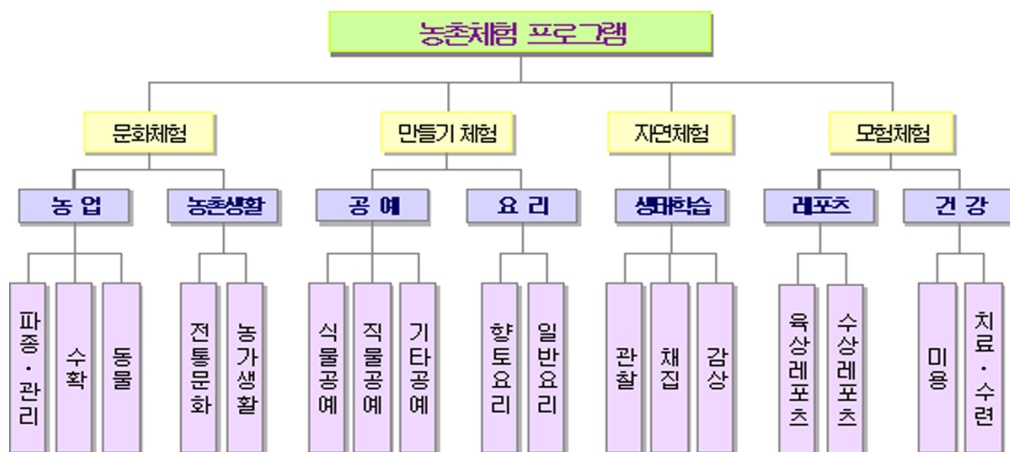 농촌체험 프로그램
문화체험
만들기 체험
자연체험
모험체험
농 업
농촌생활
공 예
요 리
생태학습
레포츠
건 강
파종·관리
수확
동물
전통문화
농가생활
식물공예
직물공예
기타공예
향토요리
일반요리
관찰
채집
감상
육상레포츠
수상레포츠
미용
치료·수련